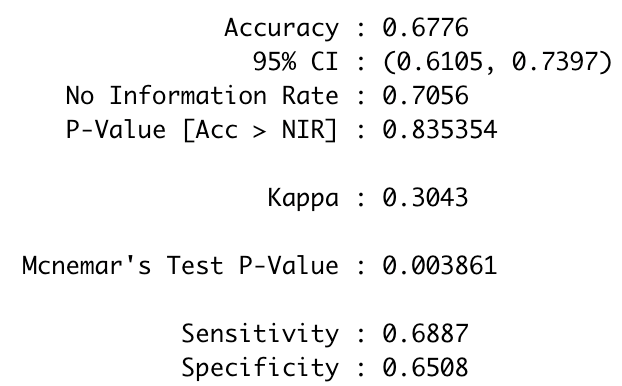 Accuracy : 0.6776
95% CI : (0.6105, 0.7397)
No Information Rate : 0.7056
P-Value [Acc > NIR] : 0.835354
Kappa : 0.3043
Mcnemar's Test P-Value : 0.003861
Sensitivity : 0.6887
Specificity : 0.6508